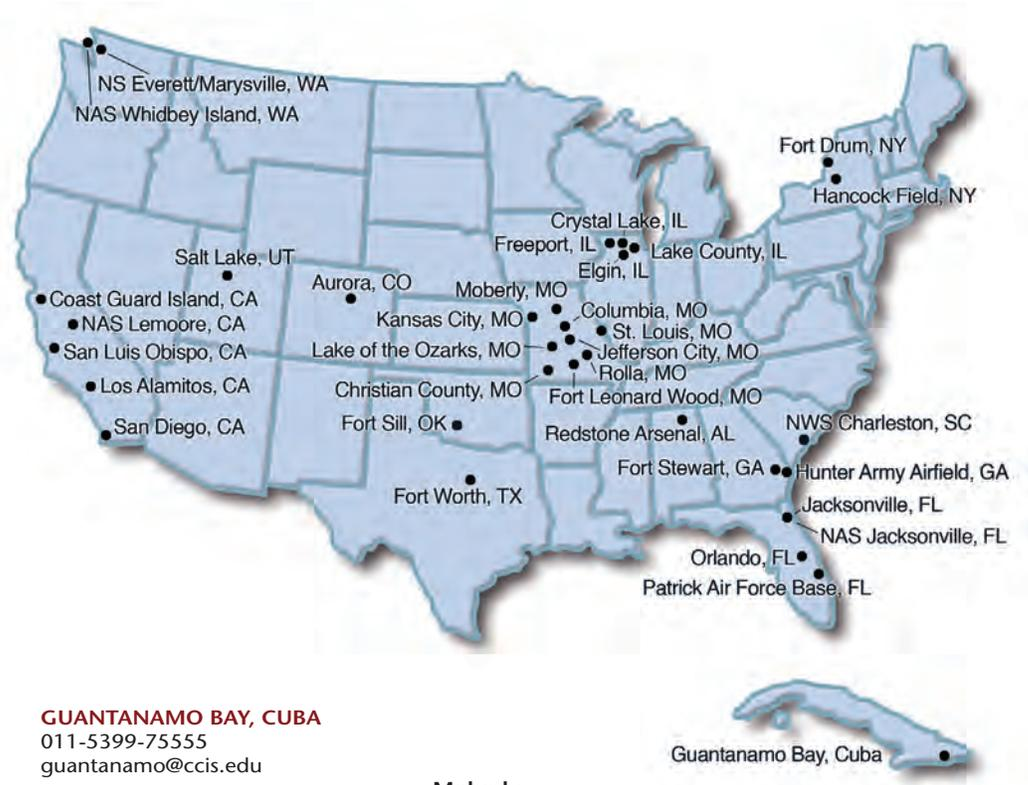 NS Everett/Marysville, WA
NAS Whidbey Island, WA
Fort Drum, NY
Hancock Field, NY
Crystal Lake, IL
Freeport, IL
Lake County, IL
Elgin, IL
Salt Lake, UT
Aurora, CO
Moberly, MO
Coast Guard Island, CA
Columbia, MO
Kansas City, MO
NAS Lemoore, CA
St. Louis, MO
San Luis Obispo, CA
Lake of the Ozarks, MO
Jefferson City, MO
Rolla, MO
Los Alamitos, CA
Christian County, MO
Fort Leonard Wood, MO
San Diego, CA
Fort Sill, OK
Redstone Arsenal, AL
NWS Charleston, SC
Fort Stewart, GA
Hunter Army Airfield, GA
Fort Worth, TX
Jacksonville, FL
NAS Jacksonville, FL
Orlando, FL
Patrick Air Force Base, FL
GUANTANAMO BAY, CUBA
011-5399-75555
guantanamo@ccis.edu
Guantanamo Bay, Cuba